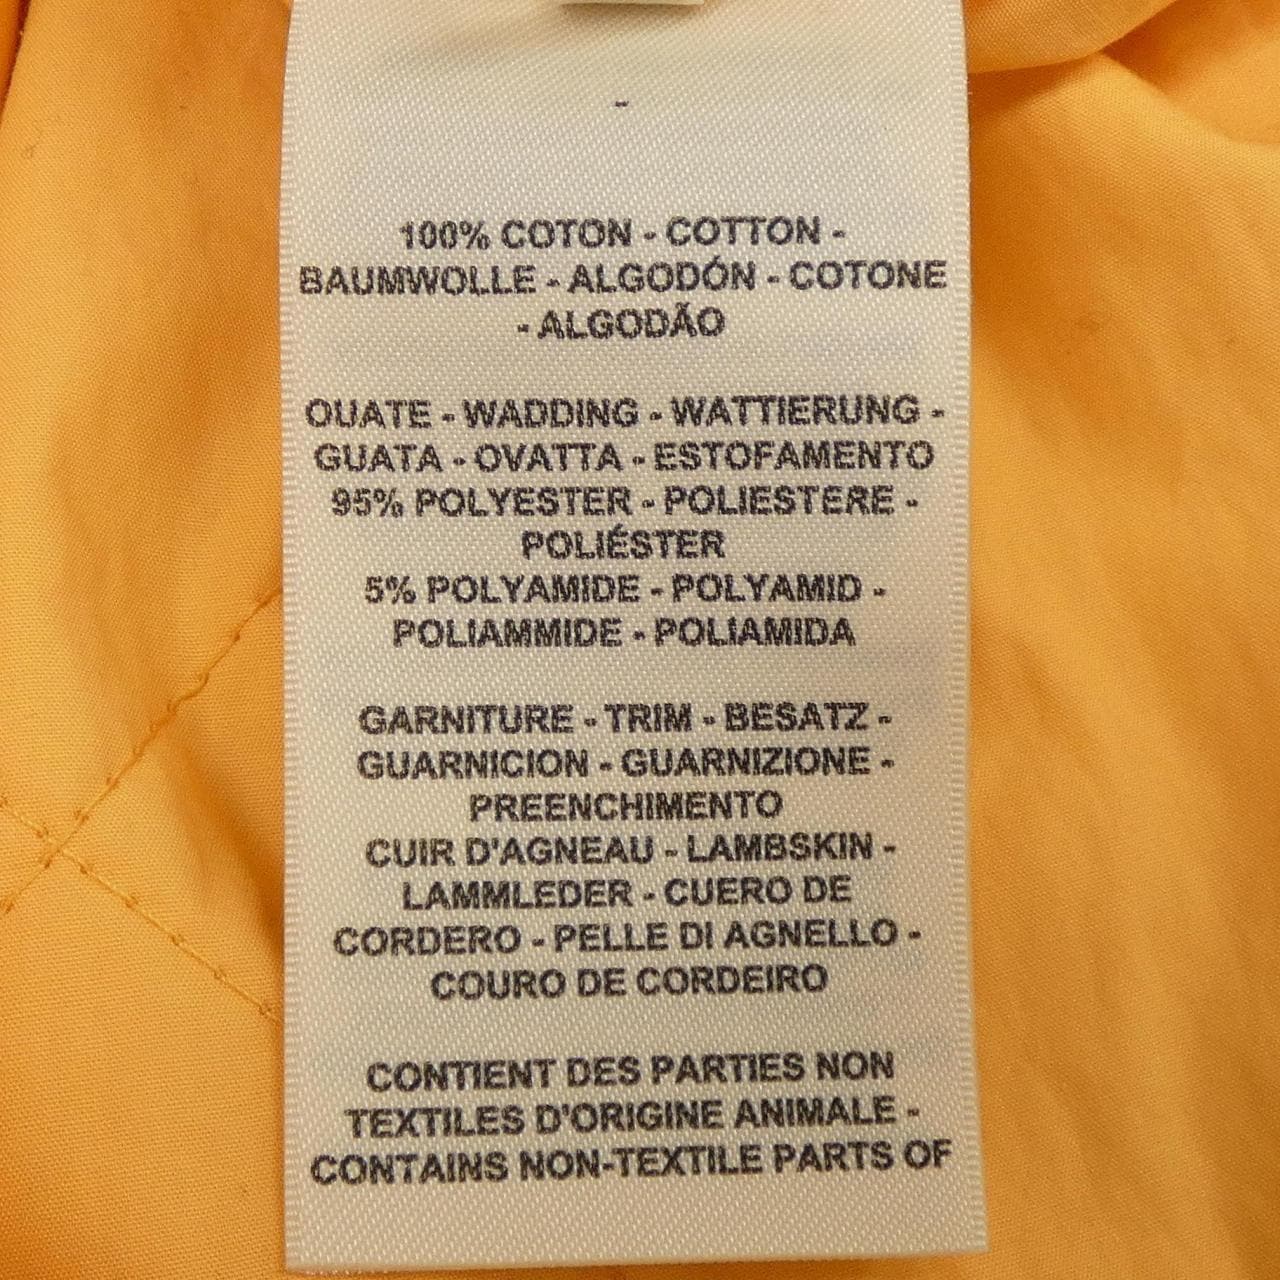 -
100% COTON - COTTON -
BAUMWOLLE - ALGODÓN - COTONE
- ALGODÃO
OUATE - WADDING - WATTIERUNG -
GUATA - OVATTA - ESTOFAMENTO
95% POLYESTER - POLIESTERE -
POLIÉSTER
5% POLYAMIDE - POLYAMID -
POLIAMMIDE - POLIAMIDA
GARNITURE - TRIM - BESATZ -
GUARNICION - GUARNIZIONE -
PREENCHIMENTO
CUIR D'AGNEAU - LAMBSKIN -
LAMMLEDER - CUERO DE
CORDERO - PELLE DI AGNELLO -
COURO DE CORDEIRO
CONTIENT DES PARTIES NON
TEXTILES D'ORIGINE ANIMALE -
CONTAINS NON-TEXTILE PARTS OF